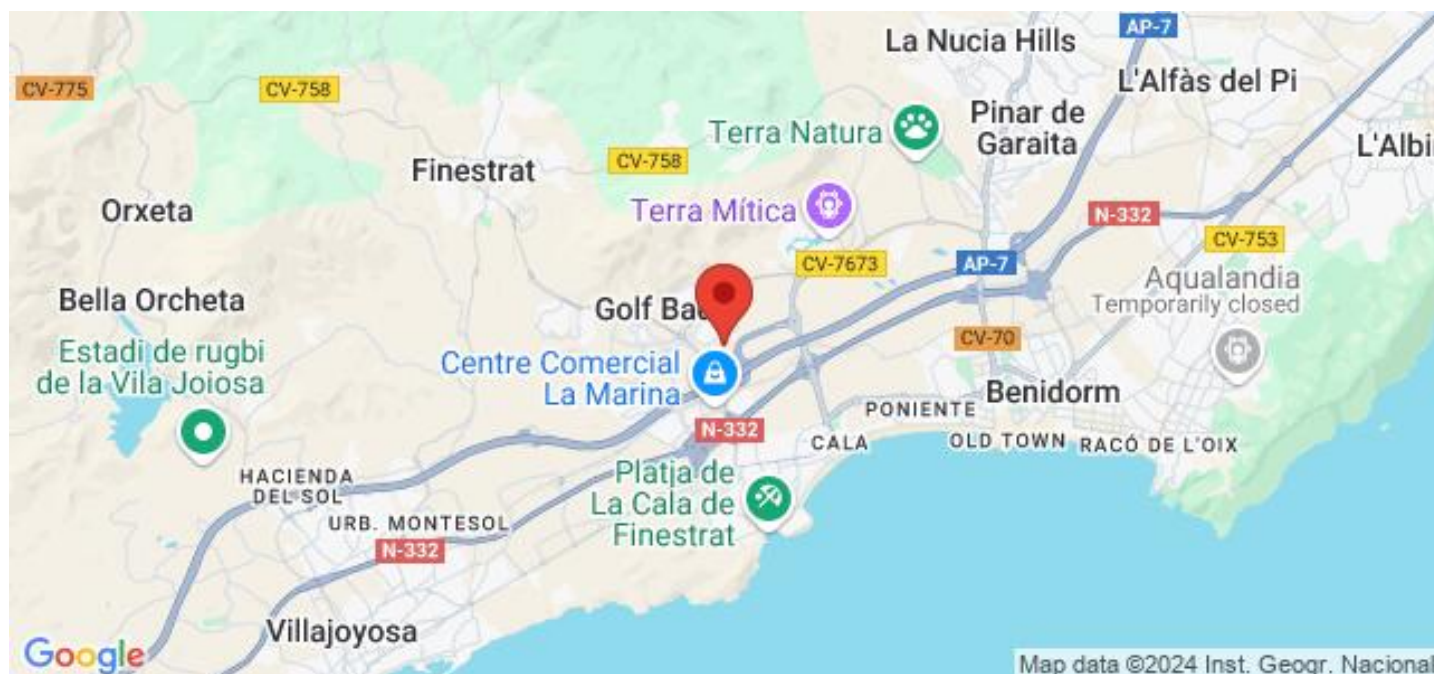 AP-7
La Nucia Hills
L'Alfàs del Pi
CV-775
CV-758
Pinar de
Garaita
Terra Natura
L'Albi
CV-758
Finestrat
Orxeta
Terra Mítica
N-332
CV-753
CV-7673
AP-7
Aqualandia
Temporarily closed
Bella Orcheta
Golf Ba
CV-70
Estadi de rugbi
de la Vila Joiosa
Centre Comercial
La Marina
Benidorm
PONIENTE
N-332
CALA
OLD TOWN
RACÓ DE L'OIX
HACIENDA
DEL SOL
Platja de
La Cala de
Finestrat
URB. MONTESOL
N-332
Villajoyosa
Google
Map data ©2024 Inst. Geogr. Nacional